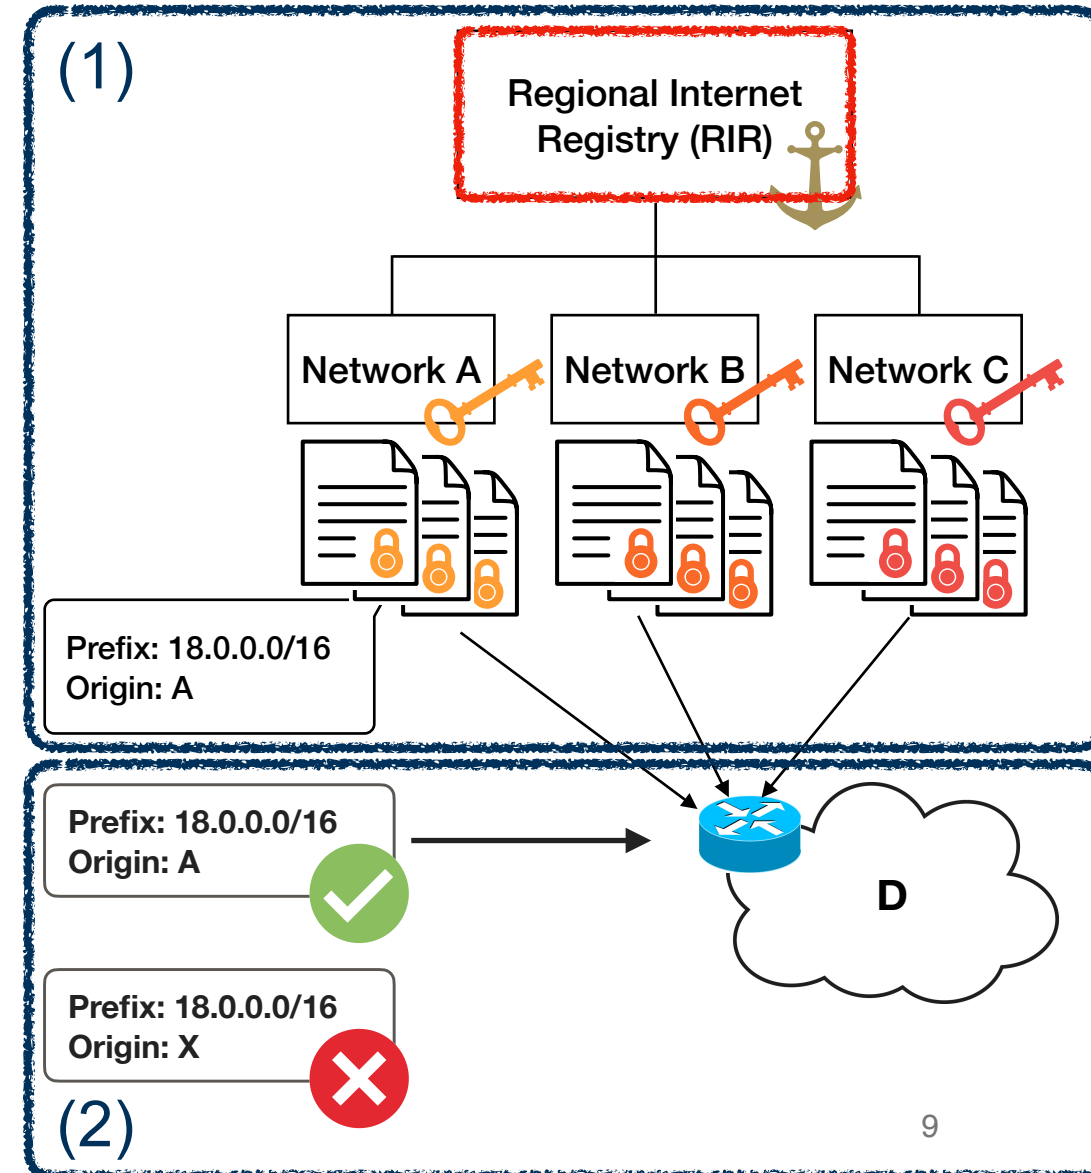 (1)
Regional Internet
Registry (RIR)
Network A
Network B
Network C
Prefix: 18.0.0.0/16
Origin: A
Prefix: 18.0.0.0/16
Origin: A
D
Prefix: 18.0.0.0/16
Origin: X
(2)
9